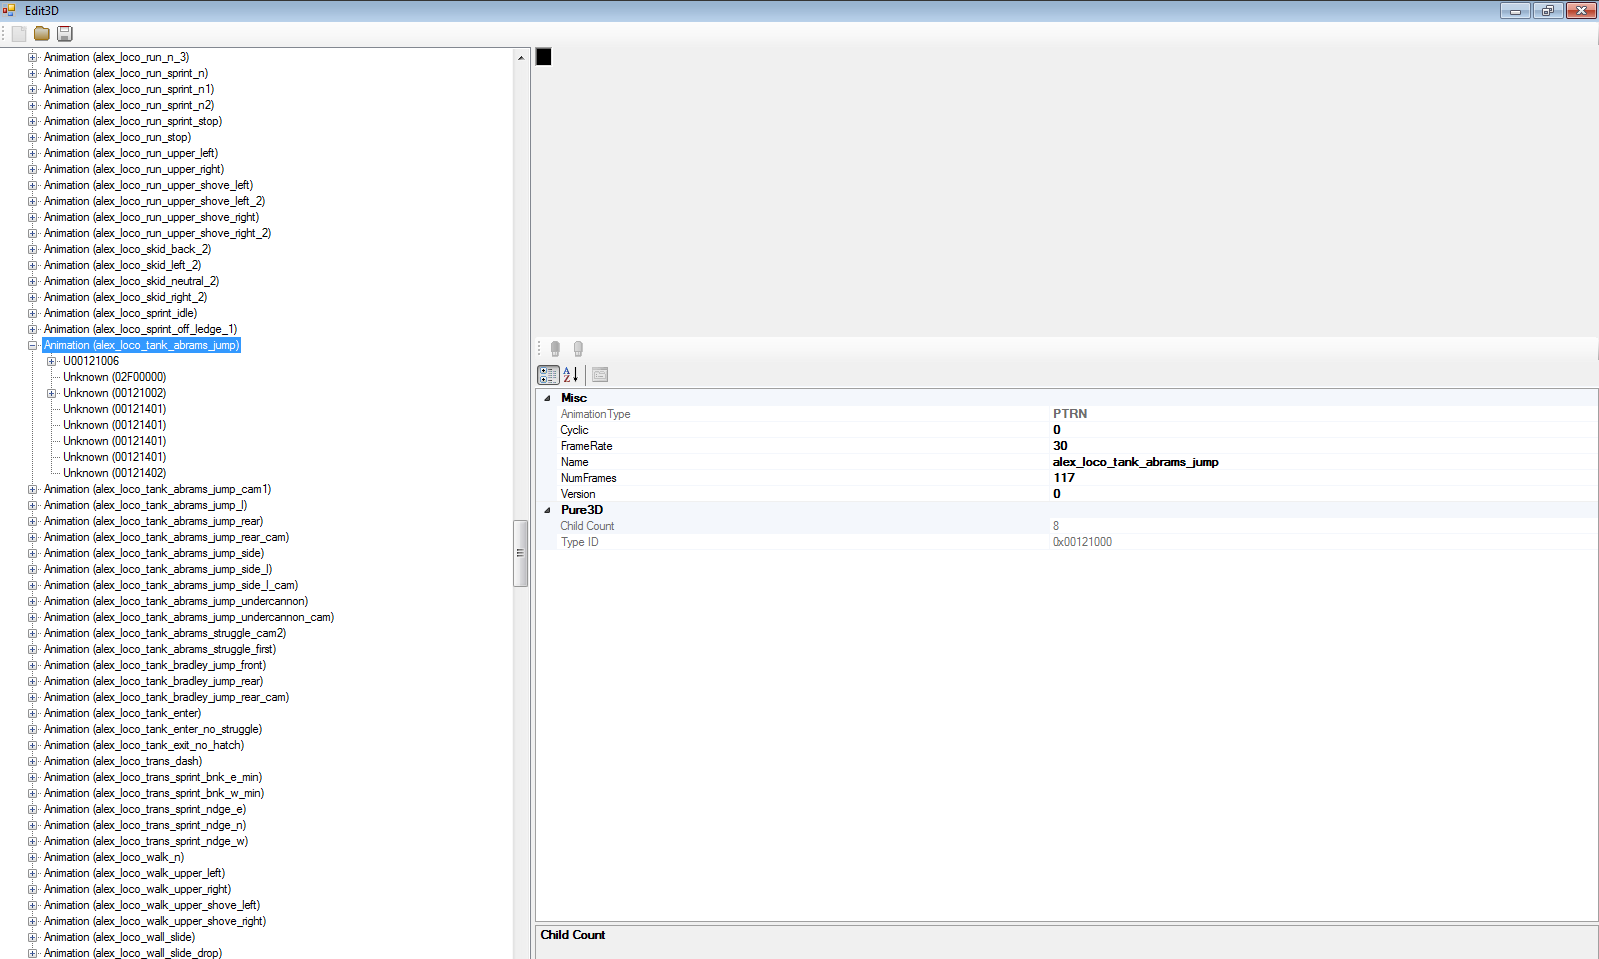 Edit3D
Animation (alex_loco_run_n_3)
Animation (alex_loco_run_sprint_n)
Animation (alex_loco_run_sprint_n1)
Animation (alex_loco_run_sprint_n2)
Animation (alex_loco_run_sprint_stop)
Animation (alex_loco_run_stop)
Animation (alex_loco_run_upper_left)
Animation (alex_loco_run_upper_right)
Animation (alex_loco_run_upper_shove_left)
Animation (alex_loco_run_upper_shove_left_2)
Animation (alex_loco_run_upper_shove_right)
Animation (alex_loco_run_upper_shove_right_2)
Animation (alex_loco_skid_back_2)
Animation (alex_loco_skid_left_2)
Animation (alex_loco_skid_neutral_2)
Animation (alex_loco_skid_right_2)
Animation (alex_loco_sprint_idle)
Animation (alex_loco_sprint_off_ledge_1)
Animation (alex_loco_tank_abrams_jump)
U00121006
Unknown (02F00000)
Unknown (00121002)
Unknown (00121401)
Unknown (00121401)
Unknown (00121401)
Unknown (00121401)
Unknown (00121402)
Animation (alex_loco_tank_abrams_jump_cam1)
Animation (alex_loco_tank_abrams_jump_l)
Animation (alex_loco_tank_abrams_jump_rear)
Animation (alex_loco_tank_abrams_jump_rear_cam)
Animation (alex_loco_tank_abrams_jump_side)
Animation (alex_loco_tank_abrams_jump_side_l)
Animation (alex_loco_tank_abrams_jump_side_l_cam)
Animation (alex_loco_tank_abrams_jump_undercannon)
Animation (alex_loco_tank_abrams_jump_undercannon_cam)
Animation (alex_loco_tank_abrams_struggle_cam2)
Animation (alex_loco_tank_abrams_struggle_first)
Animation (alex_loco_tank_bradley_jump_front)
Animation (alex_loco_tank_bradley_jump_rear)
Animation (alex_loco_tank_bradley_jump_rear_cam)
Animation (alex_loco_tank_enter)
Animation (alex_loco_tank_enter_no_struggle)
Animation (alex_loco_tank_exit_no_hatch)
Animation (alex_loco_trans_dash)
Animation (alex_loco_trans_sprint_bnk_e_min)
Animation (alex_loco_trans_sprint_bnk_w_min)
Animation (alex_loco_trans_sprint_ndge_e)
Animation (alex_loco_trans_sprint_ndge_n)
Animation (alex_loco_trans_sprint_ndge_w)
Animation (alex_loco_walk_n)
Animation (alex_loco_walk_upper_left)
Animation (alex_loco_walk_upper_right)
Animation (alex_loco_walk_upper_shove_left)
Animation (alex_loco_walk_upper_shove_right)
Animation (alex_loco_wall_slide)
Animation (alex_loco_wall_slide_drop)
Misc
AnimationType PTRN
Cyclic 0
FrameRate 30
Name alex_loco_tank_abrams_jump
NumFrames 117
Version 0
Pure3D
Child Count 8
Type ID 0x00121000
Child Count